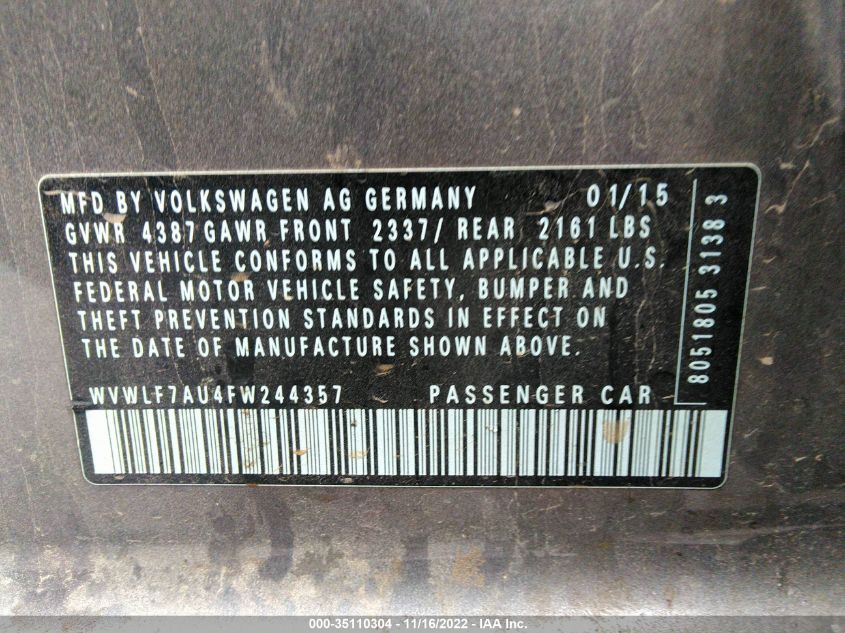 MFD BY VOLKSWAGEN AG GERMANY 01/15
GVWR 4387 GAWR FRONT 2337/ REAR 2161 LBS
THIS VEHICLE CONFORMS TO ALL APPLICABLE U.S.
FEDERAL MOTOR VEHICLE SAFETY, BUMPER AND
THEFT PREVENTION STANDARDS IN EFFECT ON
THE DATE OF MANUFACTURE SHOWN ABOVE.
WVWLF7AU4FW244357 PASSENGER CAR
8051805 3138 3
000-35110304 - 11/16/2022 - IAA Inc.